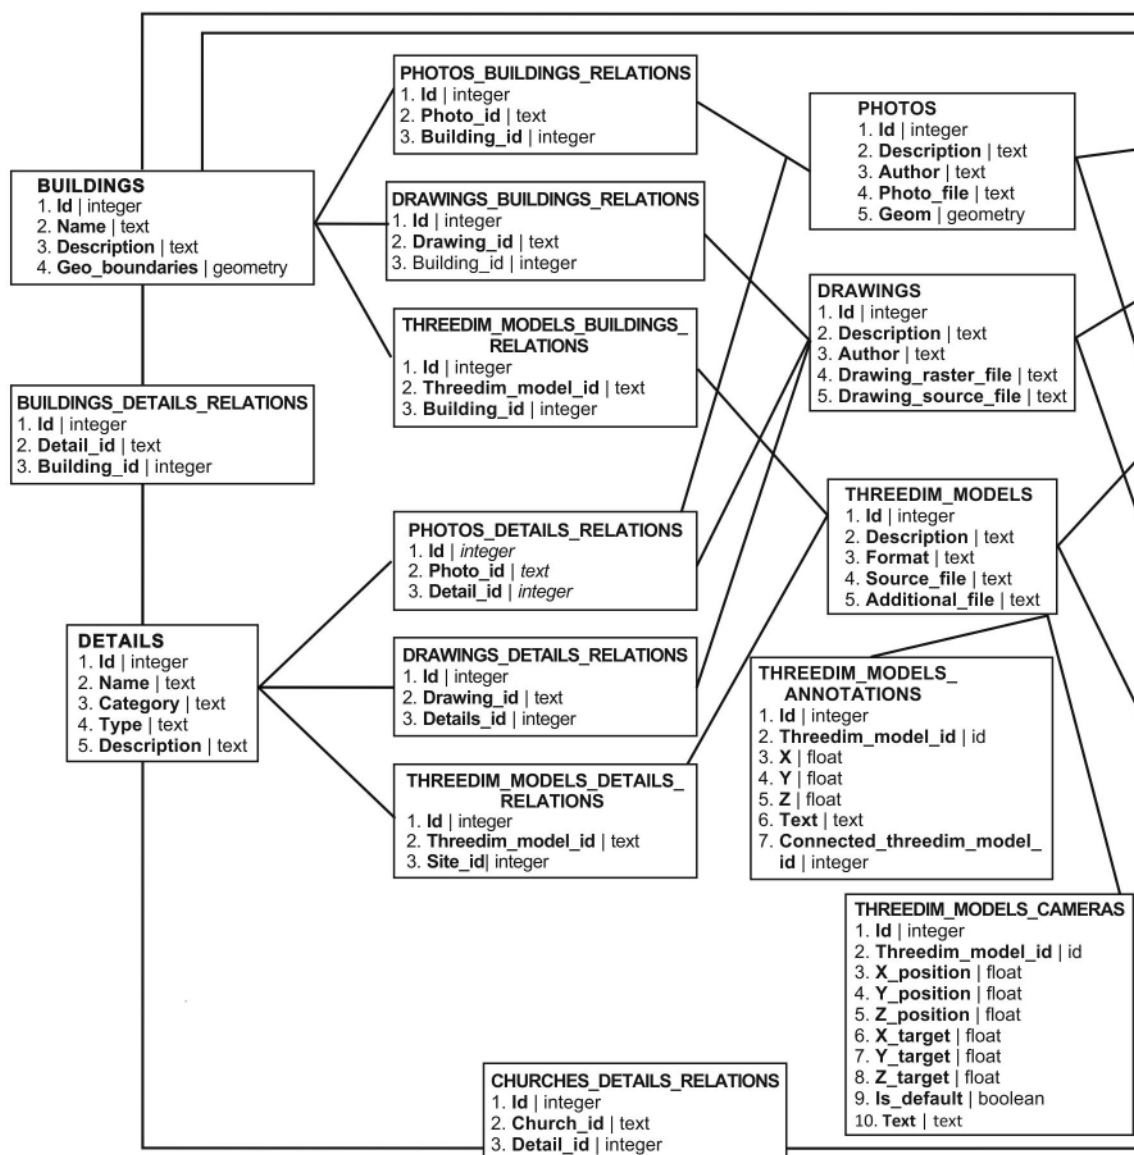 PHOTOS_BUILDINGS_RELATIONS
1. Id | integer
2. Photo_id | text
3. Building_id | integer
PHOTOS
1. Id | integer
2. Description | text
3. Author | text
4. Photo_file | text
5. Geom | geometry
BUILDINGS
1. Id | integer
2. Name | text
3. Description | text
4. Geo_boundaries | geometry
DRAWINGS_BUILDINGS_RELATIONS
1. Id | integer
2. Drawing_id | text
3. Building_id | integer
DRAWINGS
1. Id | integer
2. Description | text
3. Author | text
4. Drawing_raster_file | text
5. Drawing_source_file | text
THREEDIM_MODELS_BUILDINGS_
RELATIONS
1. Id | integer
2. Threedim_model_id | text
3. Building_id | integer
BUILDINGS_DETAILS_RELATIONS
1. Id | integer
2. Detail_id | text
3. Building_id | integer
THREEDIM_MODELS
1. Id | integer
2. Description | text
3. Format | text
4. Source_file | text
5. Additional_file | text
PHOTOS_DETAILS_RELATIONS
1. Id | integer
2. Photo_id | text
3. Detail_id | integer
DETAILS
1. Id | integer
2. Name | text
3. Category | text
4. Type | text
5. Description | text
DRAWINGS_DETAILS_RELATIONS
1. Id | integer
2. Drawing_id | text
3. Details_id | integer
THREEDIM_MODELS_
ANNOTATIONS
1. Id | integer
2. Threedim_model_id | id
3. X | float
4. Y | float
5. Z | float
6. Text | text
7. Connected_threedim_model_
id | integer
THREEDIM_MODELS_DETAILS_
RELATIONS
1. Id | integer
2. Threedim_model_id | text
3. Site_id| integer
THREEDIM_MODELS_CAMERAS
1. Id | integer
2. Threedim_model_id | id
3. X_position | float
4. Y_position | float
5. Z_position | float
6. X_target | float
7. Y_target | float
8. Z_target | float
9. Is_default | boolean
10. Text | text
CHURCHES_DETAILS_RELATIONS
1. Id | integer
2. Church_id | text
3. Detail_id | integer